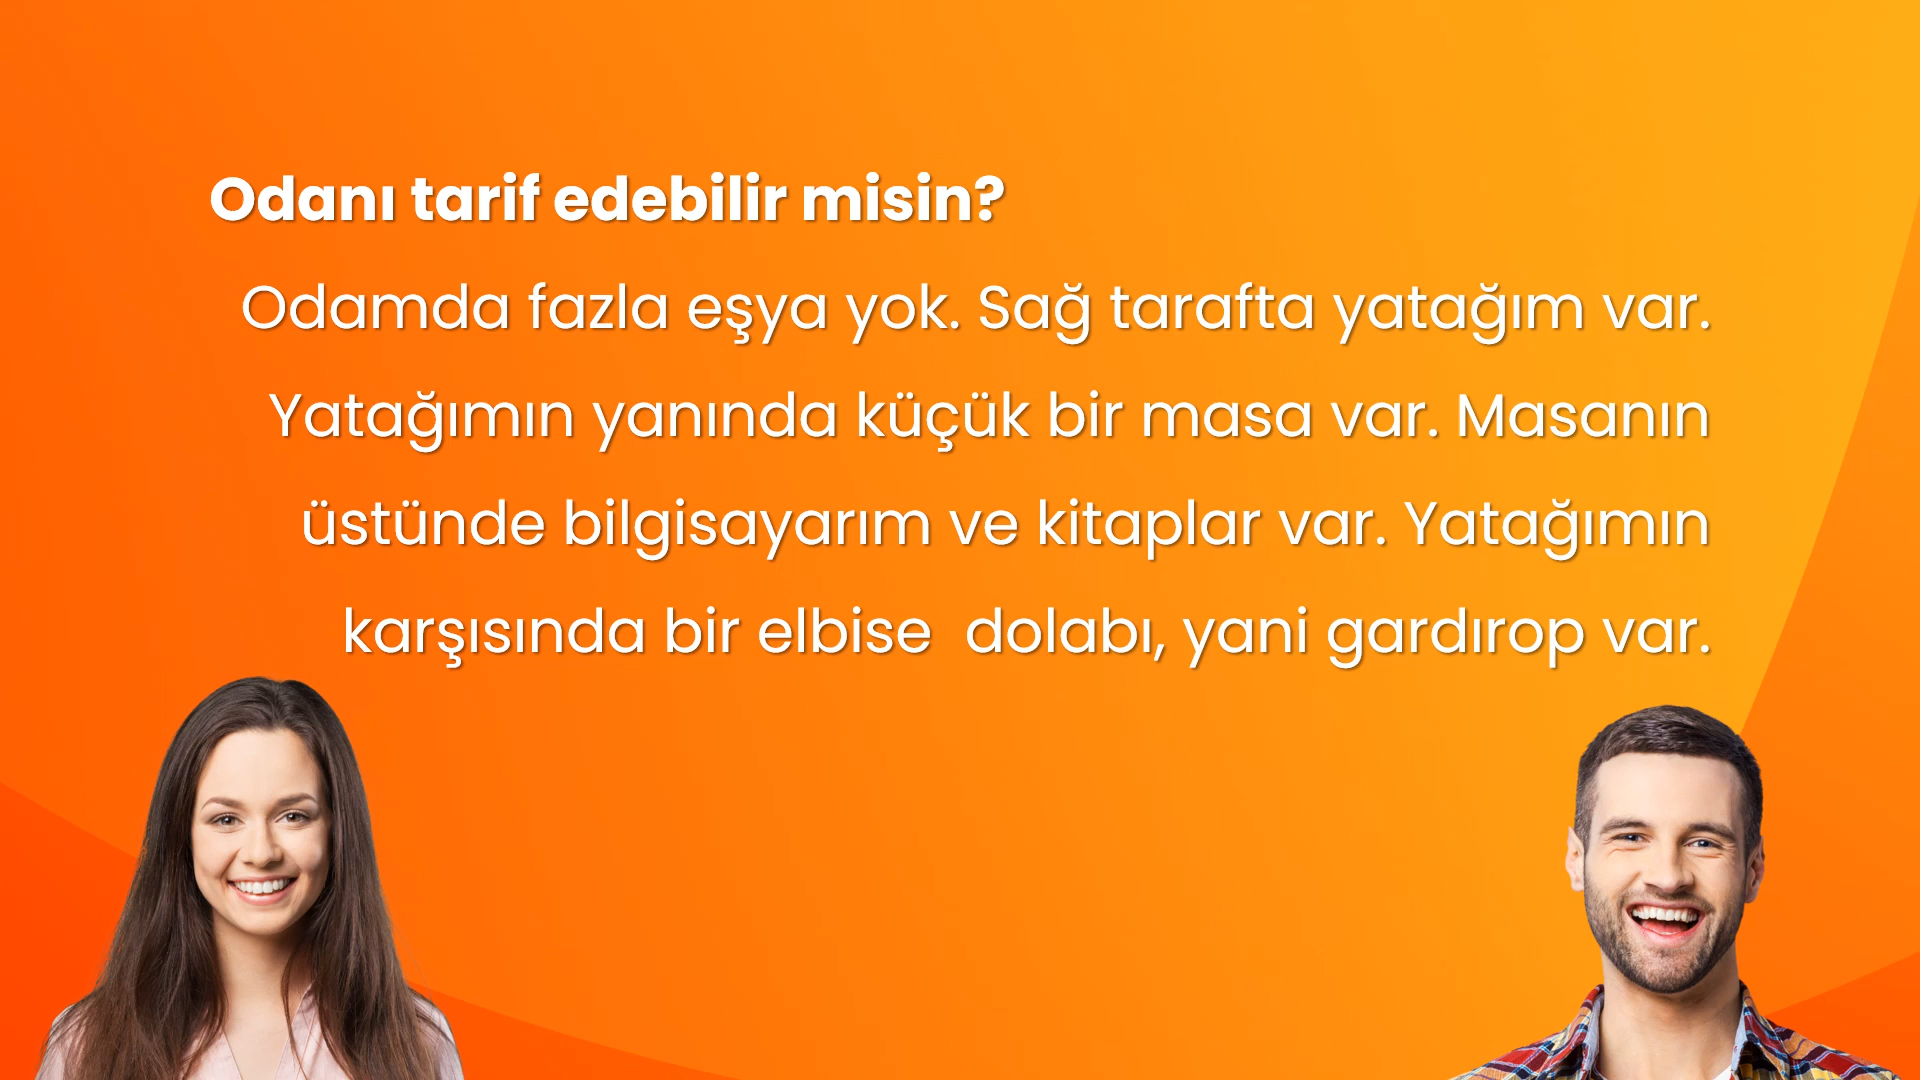 Odanı tarif edebilir misin?
Odamda fazla eşya yok. Sağ tarafta yatağım var.
Yatağımın yanında küçük bir masa var. Masanın
üstünde bilgisayarım ve kitaplar var. Yatağımın
karşısında bir elbise  dolabı, yani gardırop var.